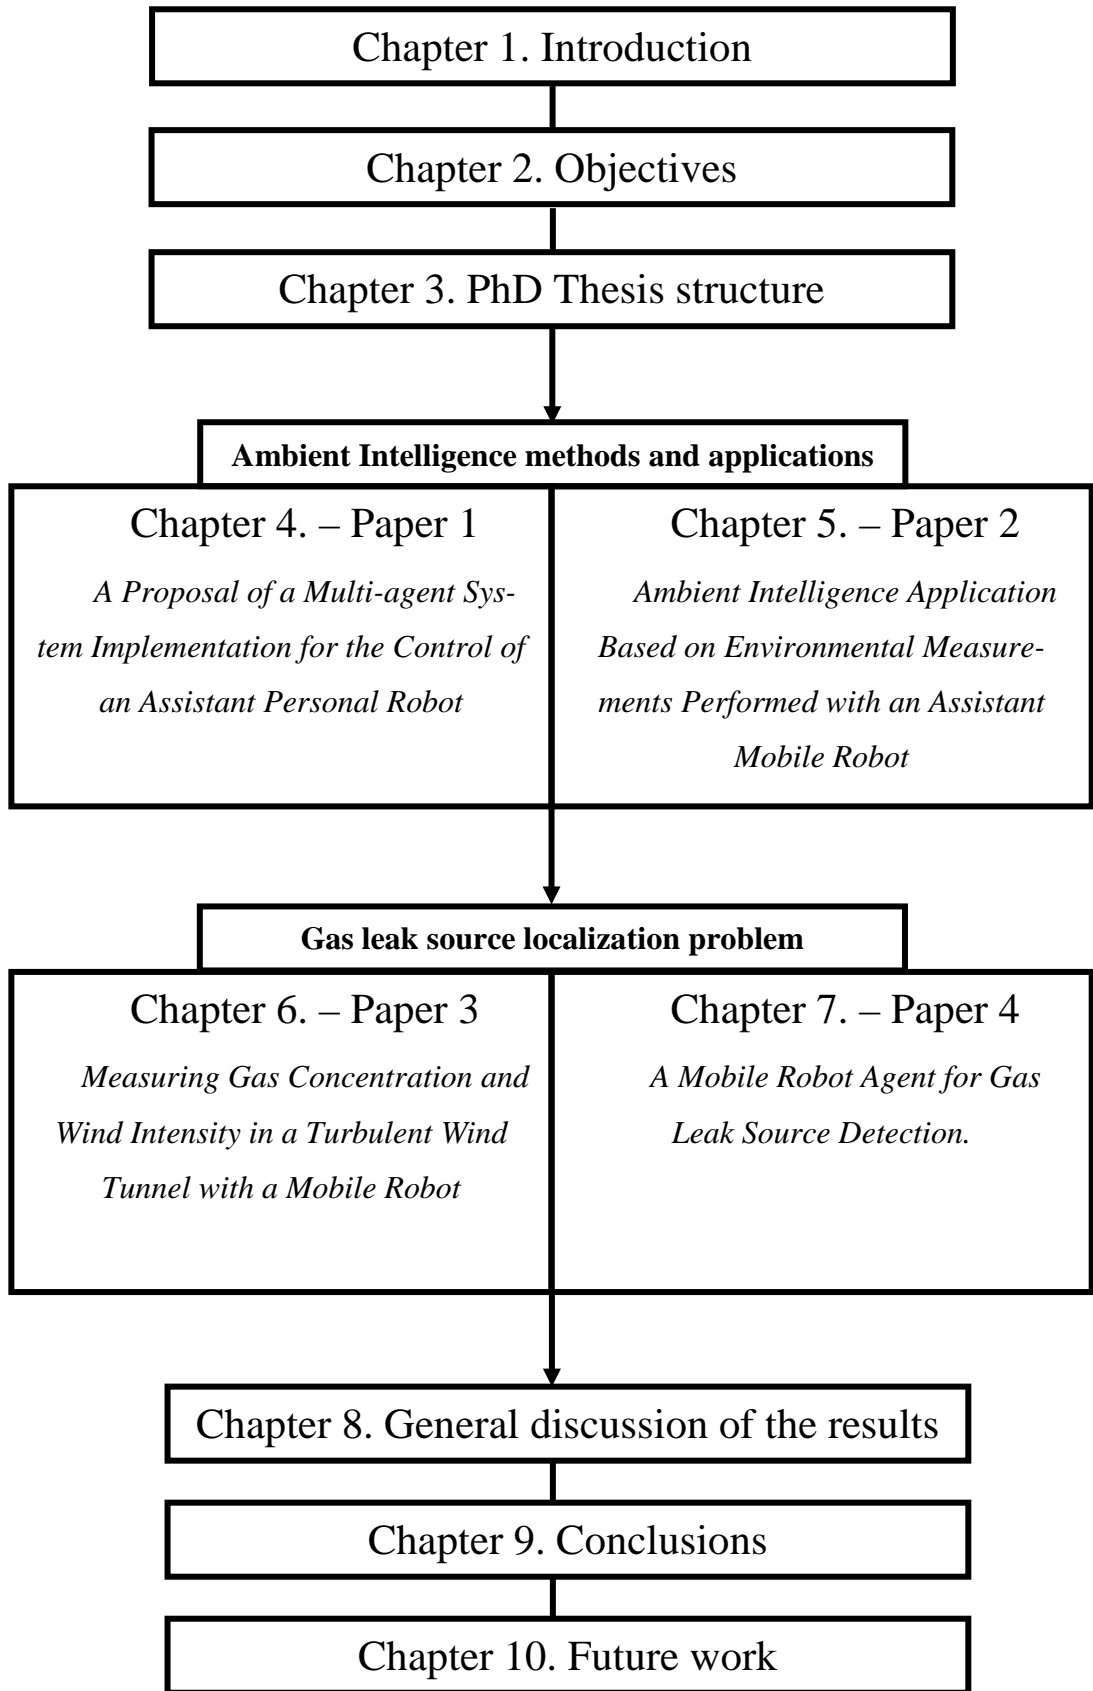 Chapter 1. Introduction
Chapter 2. Objectives
Chapter 3. PhD Thesis structure
Ambient Intelligence methods and applications
Chapter 4. – Paper 1
A Proposal of a Multi-agent Sys-
tem Implementation for the Control of
an Assistant Personal Robot
Chapter 5. – Paper 2
Ambient Intelligence Application
Based on Environmental Measure-
ments Performed with an Assistant
Mobile Robot
Gas leak source localization problem
Chapter 6. – Paper 3
Measuring Gas Concentration and
Wind Intensity in a Turbulent Wind
Tunnel with a Mobile Robot
Chapter 7. – Paper 4
A Mobile Robot Agent for Gas
Leak Source Detection.
Chapter 8. General discussion of the results
Chapter 9. Conclusions
Chapter 10. Future work